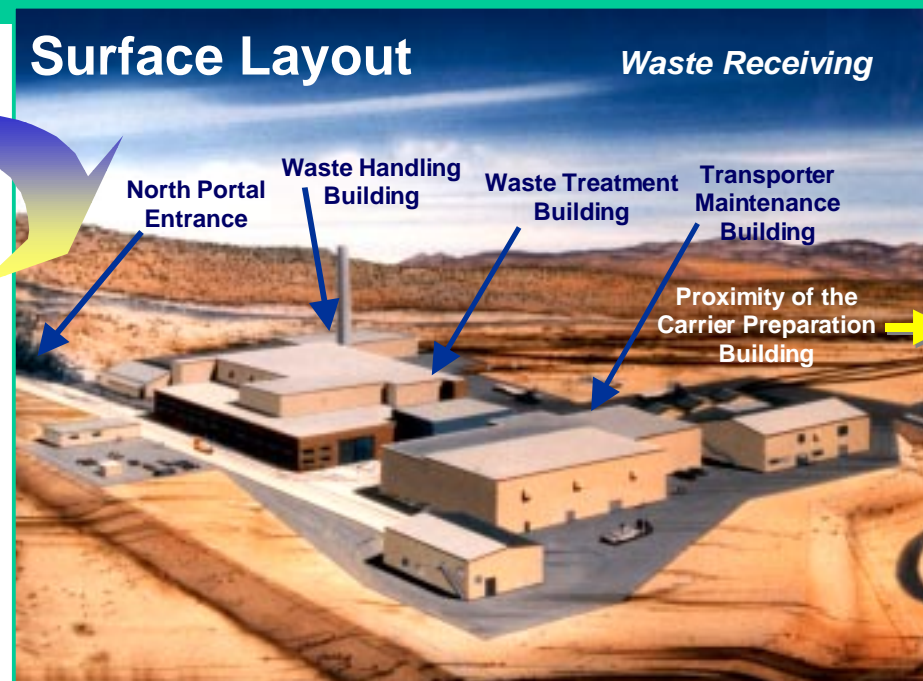 Surface Layout
Waste Receiving
North Portal
Entrance
Waste Handling
Building
Waste Treatment
Building
Transporter
Maintenance
Building
Proximity of the
Carrier Preparation
Building